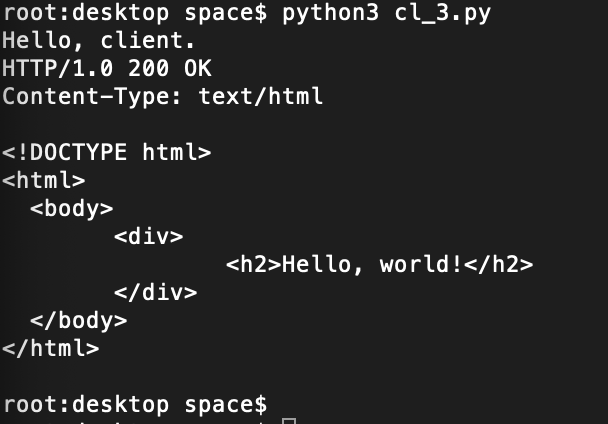 root:desktop space$ python3 cl_3.py
Hello, client.
HTTP/1.0 200 OK
Content-Type: text/html

<!DOCTYPE html>
<html>
  <body>
        <div>
                <h2>Hello, world!</h2>
        </div>
  </body>
</html>

root:desktop space$